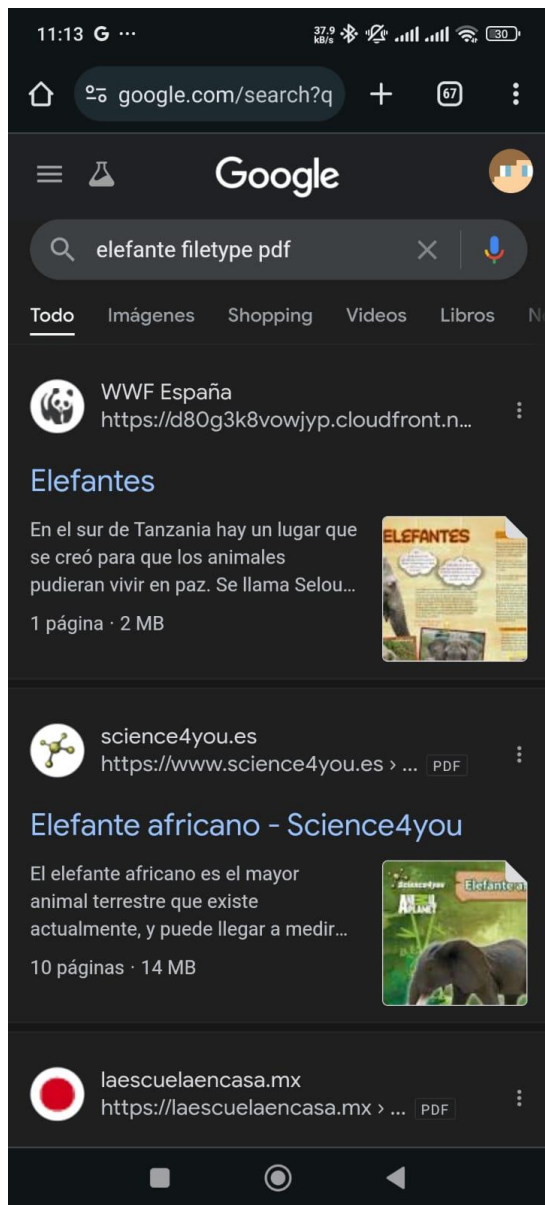 11:13 G ...
37.9 kB/s 30
google.com/search?q + 67
Google
elefante filetype pdf
Todo Imágenes Shopping Videos Libros
WWF España
https://d80g3k8vowjyp.cloudfront.n...
Elefantes
En el sur de Tanzania hay un lugar que
se creó para que los animales
pudieran vivir en paz. Se llama Selou...
1 página · 2 MB
ELEFANTES
science4you.es
https://www.science4you.es › ... PDF
Elefante africano - Science4you
El elefante africano es el mayor
animal terrestre que existe
actualmente, y puede llegar a medir...
10 páginas · 14 MB
Science4you
Elefante a
laescuelaencasa.mx
https://laescuelaencasa.mx › ... PDF